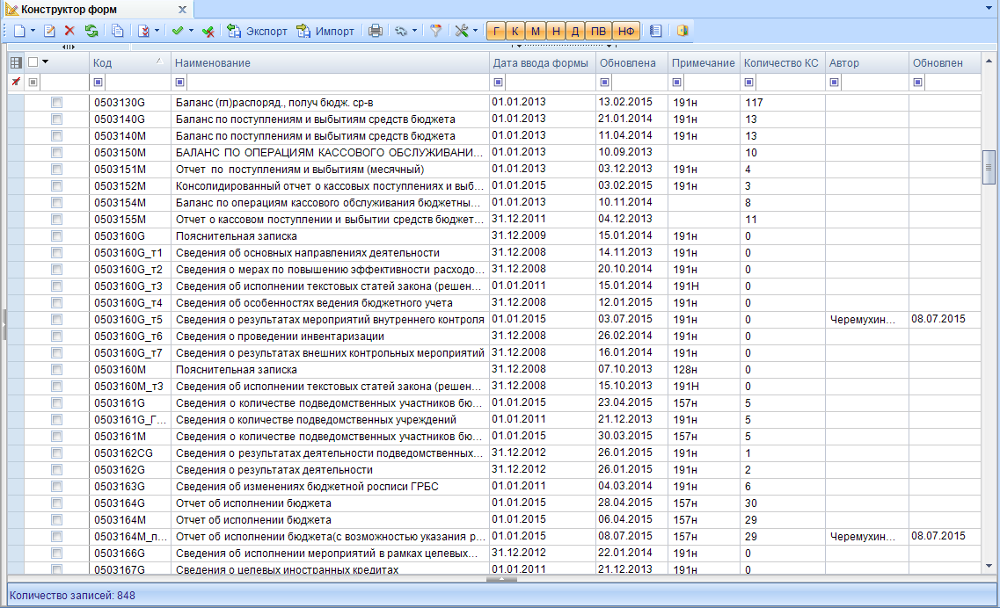 Конструктор форм
Экспорт Импорт Г К М Н Д ПВ НФ
Код Наименование Дата ввода формы Обновлена Примечание Количество КС Автор Обновлен
0503130G Баланс (гл)распоряд., получ бюдж. ср-в 01.01.2013 13.02.2015 191н 117
0503140G Баланс по поступлениям и выбытиям средств бюджета 01.01.2013 21.01.2014 191н 13
0503140M Баланс по поступлениям и выбытиям средств бюджета 01.01.2013 11.04.2014 191н 13
0503150M БАЛАНС ПО ОПЕРАЦИЯМ КАССОВОГО ОБСЛУЖИВАНИ... 01.01.2013 10.09.2013 10
0503151M Отчет по поступлениям и выбытиям (месячный) 01.01.2013 03.12.2013 191н 4
0503152M Консолидированный отчет о кассовых поступлениях и выб... 01.01.2015 03.02.2015 191н 3
0503154M Баланс по операциям кассового обслуживания бюджетны... 01.01.2013 10.11.2014 8
0503155M Отчет о кассовом поступлении и выбытии средств бюджет... 31.12.2011 04.12.2013 11
0503160G Пояснительная записка 31.12.2009 15.01.2014 191н 0
0503160G_т1 Сведения об основных направлениях деятельности 31.12.2008 14.11.2013 191н 0
0503160G_т2 Сведения о мерах по повышению эффективности расходо... 31.12.2008 20.10.2014 191н 0
0503160G_т3 Сведения об исполнении текстовых статей закона (решен... 01.01.2011 15.01.2014 191Н 0
0503160G_т4 Сведения об особенностях ведения бюджетного учета 31.12.2008 12.01.2015 191н 0
0503160G_т5 Сведения о результатах мероприятий внутреннего контроля 01.01.2015 03.07.2015 191н 0 Черемухин... 08.07.2015
0503160G_т6 Сведения о проведении инвентаризации 31.12.2008 26.02.2014 191н 0
0503160G_т7 Сведения о результатах внешних контрольных мероприятий 31.12.2008 16.01.2014 191н 0
0503160M Пояснительная записка 31.12.2008 07.10.2013 128н 0
0503160M_т3 Сведения об исполнении текстовых статей закона (решен... 31.12.2008 15.10.2013 191Н 0
0503161G Сведения о количестве подведомственных участников бю... 01.01.2015 23.04.2015 157н 5
0503161G_Г... Сведения о количестве подведомственных учреждений 01.01.2011 21.12.2013 191н 5
0503161M Сведения о количестве подведомственных участников бю... 01.01.2015 30.03.2015 157н 5
0503162CG Сведения о результатах деятельности подведомственных... 31.12.2012 26.01.2015 191н 1
0503162G Сведения о результатах деятельности 31.12.2012 26.01.2015 191н 2
0503163G Сведения об изменениях бюджетной росписи ГРБС 01.01.2011 04.03.2014 191н 6
0503164G Отчет об исполнении бюджета 01.01.2015 28.04.2015 157н 30
0503164M Отчет об исполнении бюджета 01.01.2015 06.04.2015 157н 29
0503164M_п... Отчет об исполнении бюджета(с возможностью указания р... 01.01.2015 08.07.2015 157н 29 Черемухин... 08.07.2015
0503166G Сведения об исполнении мероприятий в рамках целевых... 31.12.2012 22.01.2014 191н 0
0503167G Сведения о целевых иностранных кредитах 01.01.2011 21.12.2013 191н 0
Количество записей: 848